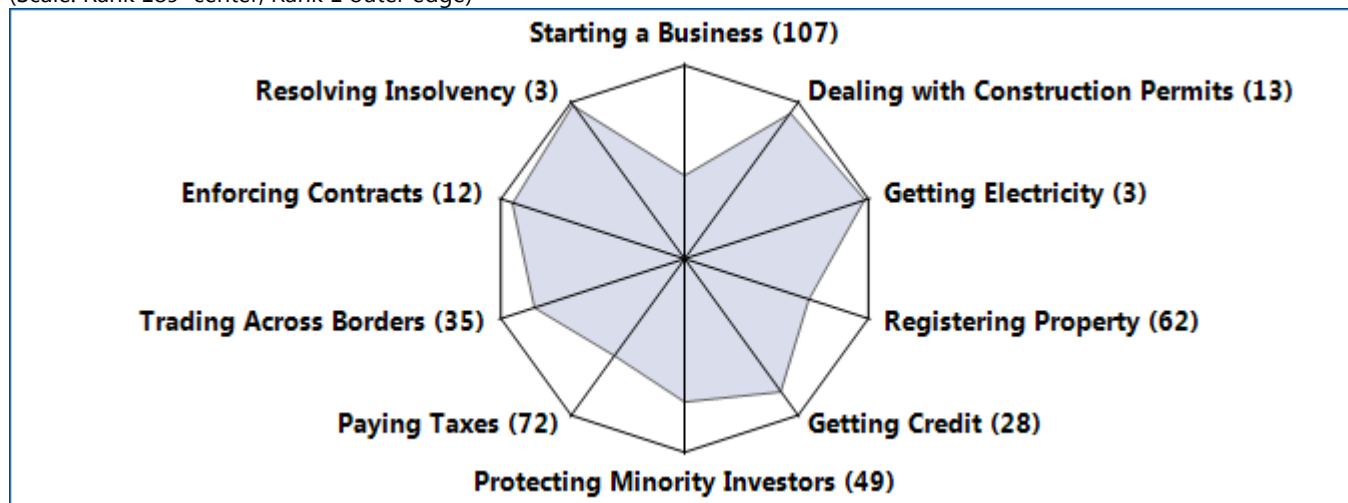 (Scale: Rank 189 center, Rank 1 outer edge)
Starting a Business (107)
Resolving Insolvency (3)
Dealing with Construction Permits (13)
Enforcing Contracts (12)
Getting Electricity (3)
Trading Across Borders (35)
Registering Property (62)
Paying Taxes (72)
Getting Credit (28)
Protecting Minority Investors (49)